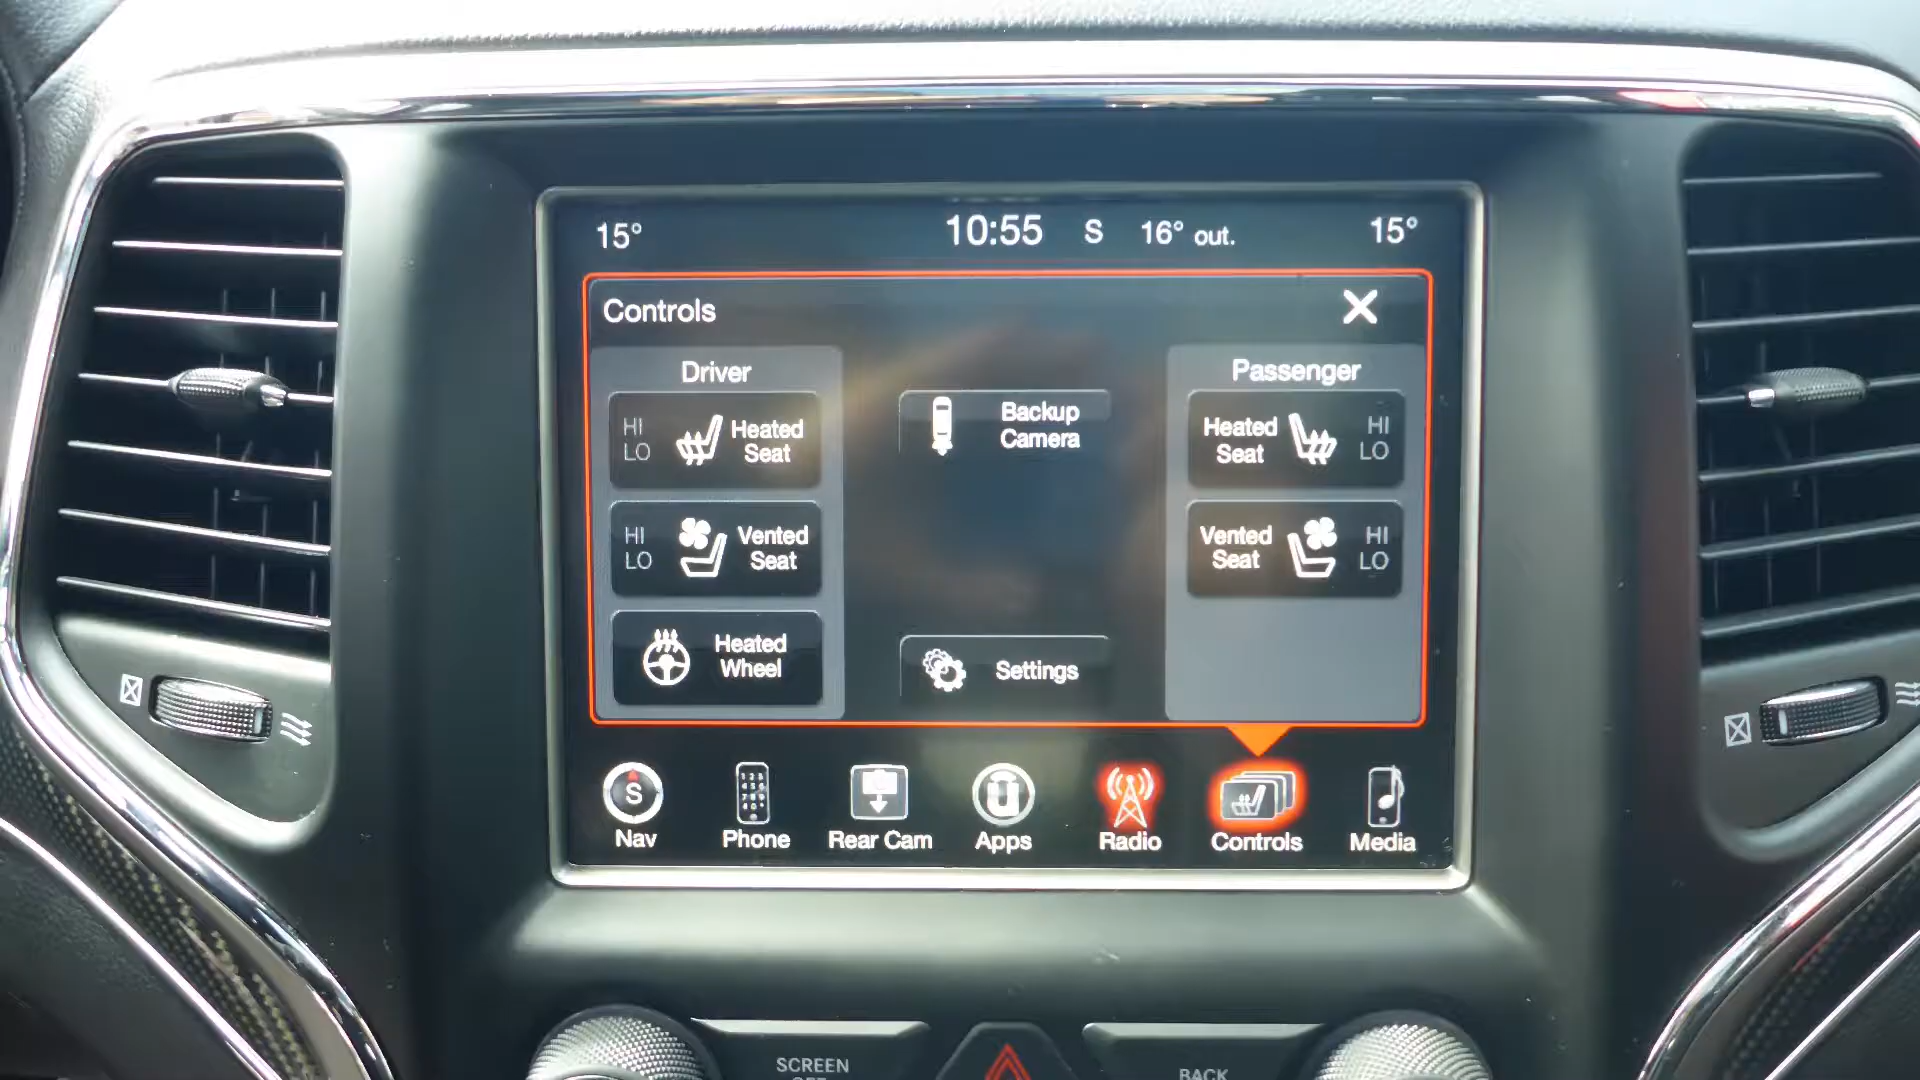 15° 10:55 S 16° out. 15°
Controls
Driver
HI
LO
Heated
Seat
HI
LO
Vented
Seat
Heated
Wheel
Backup
Camera
Settings
Passenger
Heated
Seat
HI
LO
Vented
Seat
HI
LO
S
Nav Phone Rear Cam Apps Radio Controls Media
SCREEN
BACK